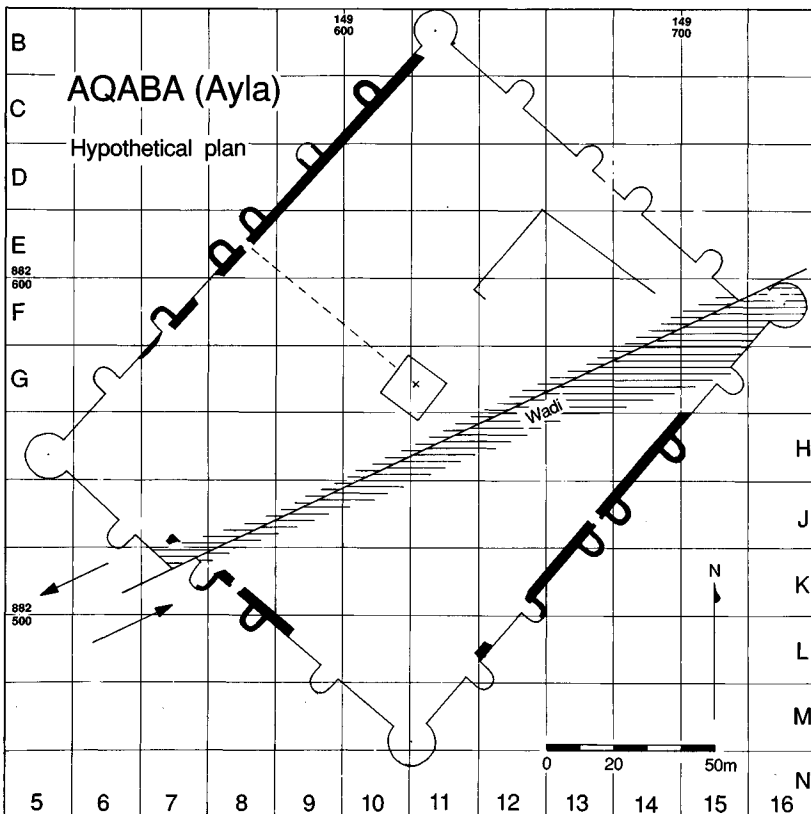 149
600
149
700
B
C
AQABA (Ayla)
Hypothetical plan
D
E
882
600
F
G
Wadi
H
J
N
K
882
500
L
M
0 20 50m
N
5 6 7 8 9 10 11 12 13 14 15 16